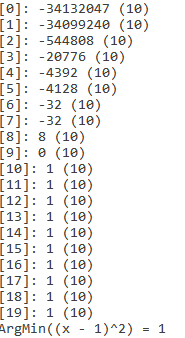 [0]: -34132047 (10)
[1]: -34099240 (10)
[2]: -544808 (10)
[3]: -20776 (10)
[4]: -4392 (10)
[5]: -4128 (10)
[6]: -32 (10)
[7]: -32 (10)
[8]: 8 (10)
[9]: 0 (10)
[10]: 1 (10)
[11]: 1 (10)
[12]: 1 (10)
[13]: 1 (10)
[14]: 1 (10)
[15]: 1 (10)
[16]: 1 (10)
[17]: 1 (10)
[18]: 1 (10)
[19]: 1 (10)
ArgMin((x - 1)^2) = 1